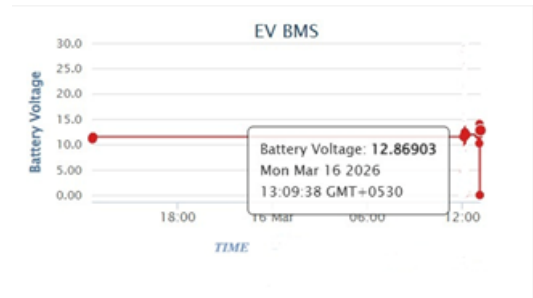 EV BMS
30.0
25.0
20.0
15.0
10.0
5.00
0.00
Battery Voltage
Battery Voltage: 12.86903
Mon Mar 16 2026
13:09:38 GMT+0530
18:00
16 Mar
06:00
12:00
TIME